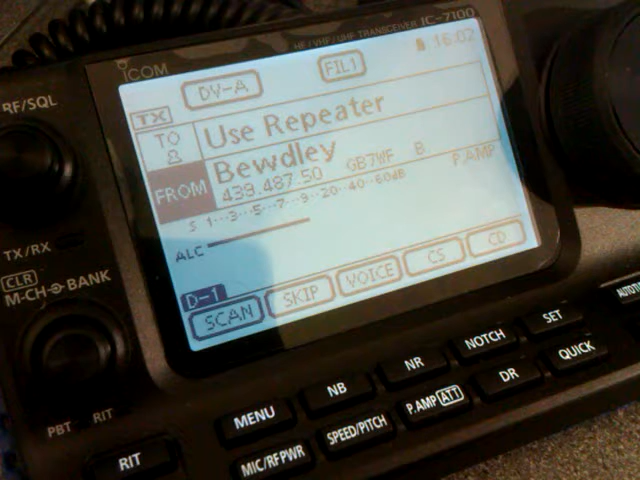 HF/VHF/UHF TRANSCEIVER IC-7100
ICOM
DV-A FIL1 16:02
RF/SQL
TX
TO Use Repeater
FROM Bewdley
439.487.50 GB7WF B P.AMP
S 1··3··5··7··9··20··40··60dB
ALC
TX/RX
CLR
M-CH BANK
D-1
SCAN SKIP VOICE CS CD
PBT RIT
MENU NB NR NOTCH SET
RIT MIC/RF PWR SPEED/PITCH P.AMP ATT DR QUICK